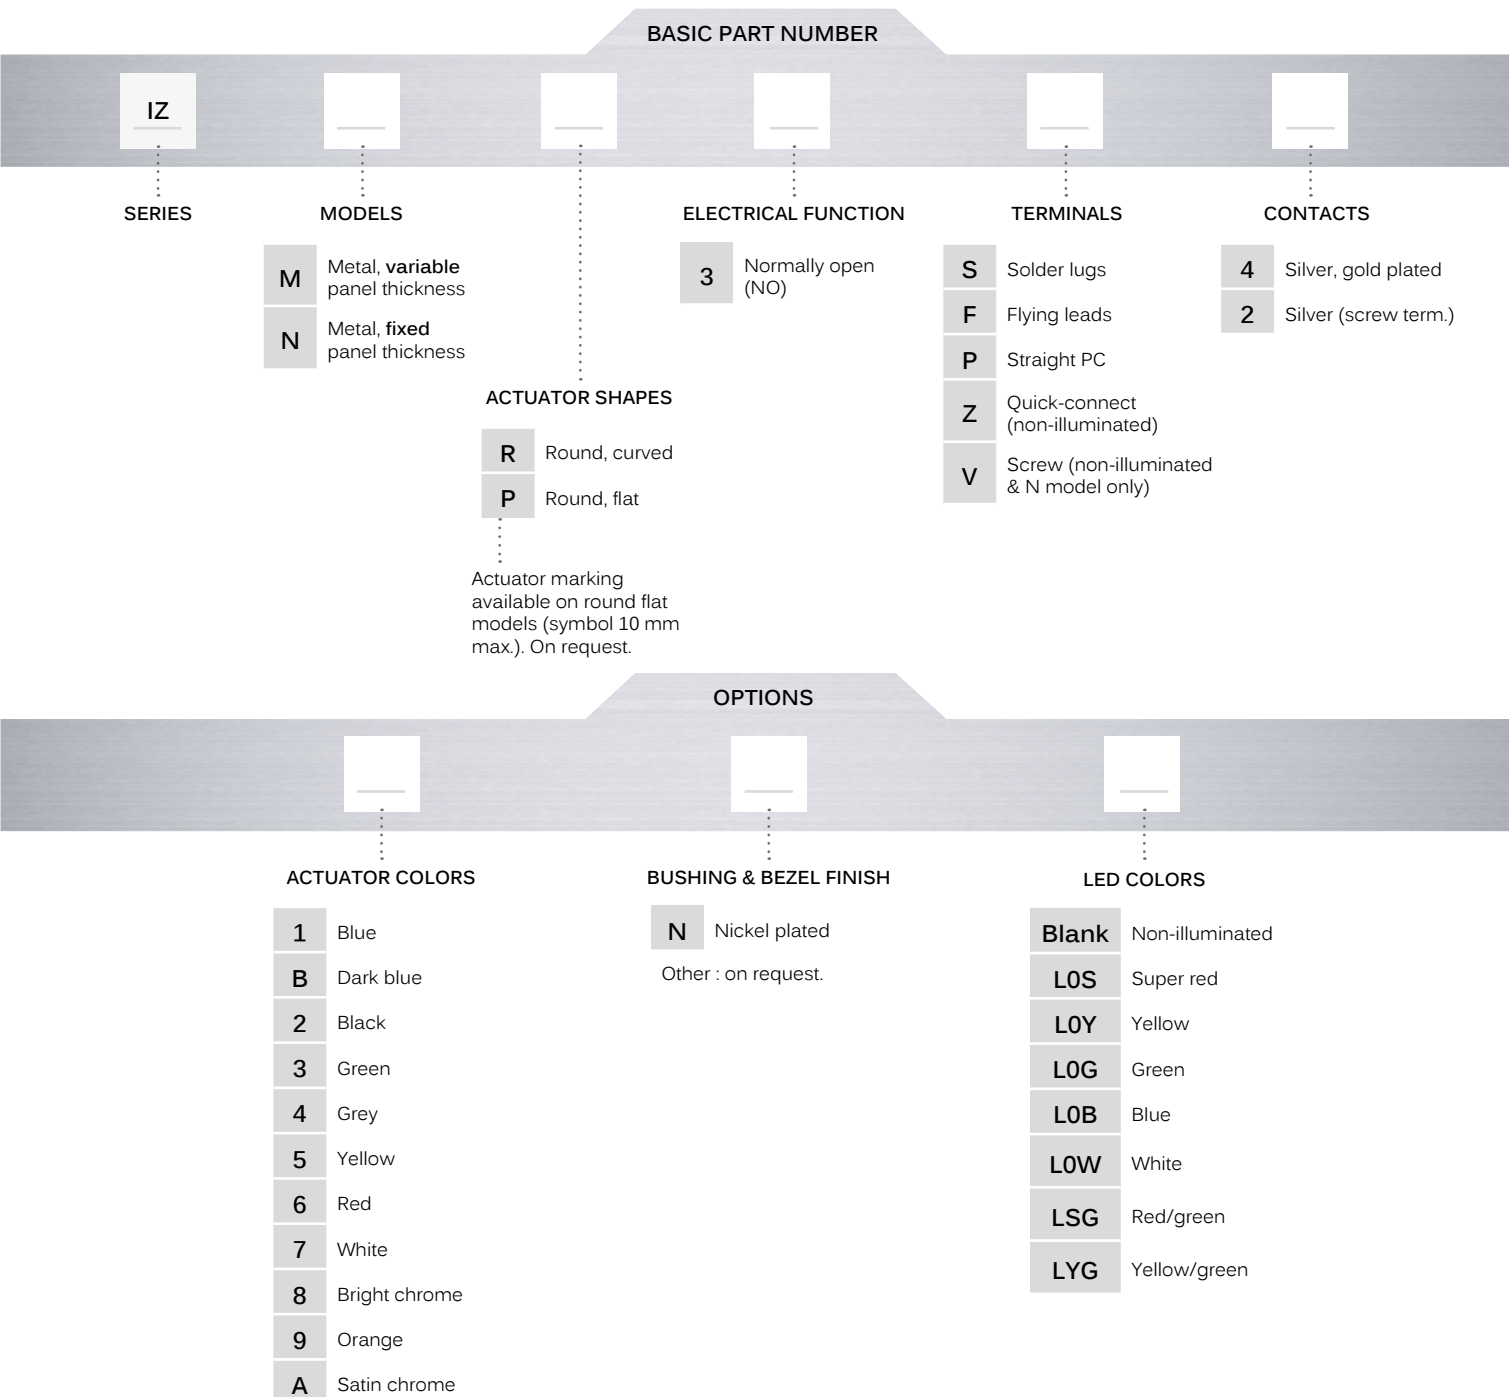 BASIC PART NUMBER
IZ
SERIES
MODELS
M Metal, variable
panel thickness
N Metal, fixed
panel thickness
ACTUATOR SHAPES
R Round, curved
P Round, flat
Actuator marking
available on round flat
models (symbol 10 mm
max.). On request.
ELECTRICAL FUNCTION
3 Normally open
(NO)
TERMINALS
S Solder lugs
F Flying leads
P Straight PC
Z Quick-connect
(non-illuminated)
V Screw (non-illuminated
& N model only)
CONTACTS
4 Silver, gold plated
2 Silver (screw term.)
OPTIONS
ACTUATOR COLORS
1 Blue
B Dark blue
2 Black
3 Green
4 Grey
5 Yellow
6 Red
7 White
8 Bright chrome
9 Orange
A Satin chrome
BUSHING & BEZEL FINISH
N Nickel plated
Other : on request.
LED COLORS
Blank Non-illuminated
L0S Super red
L0Y Yellow
L0G Green
L0B Blue
L0W White
LSG Red/green
LYG Yellow/green